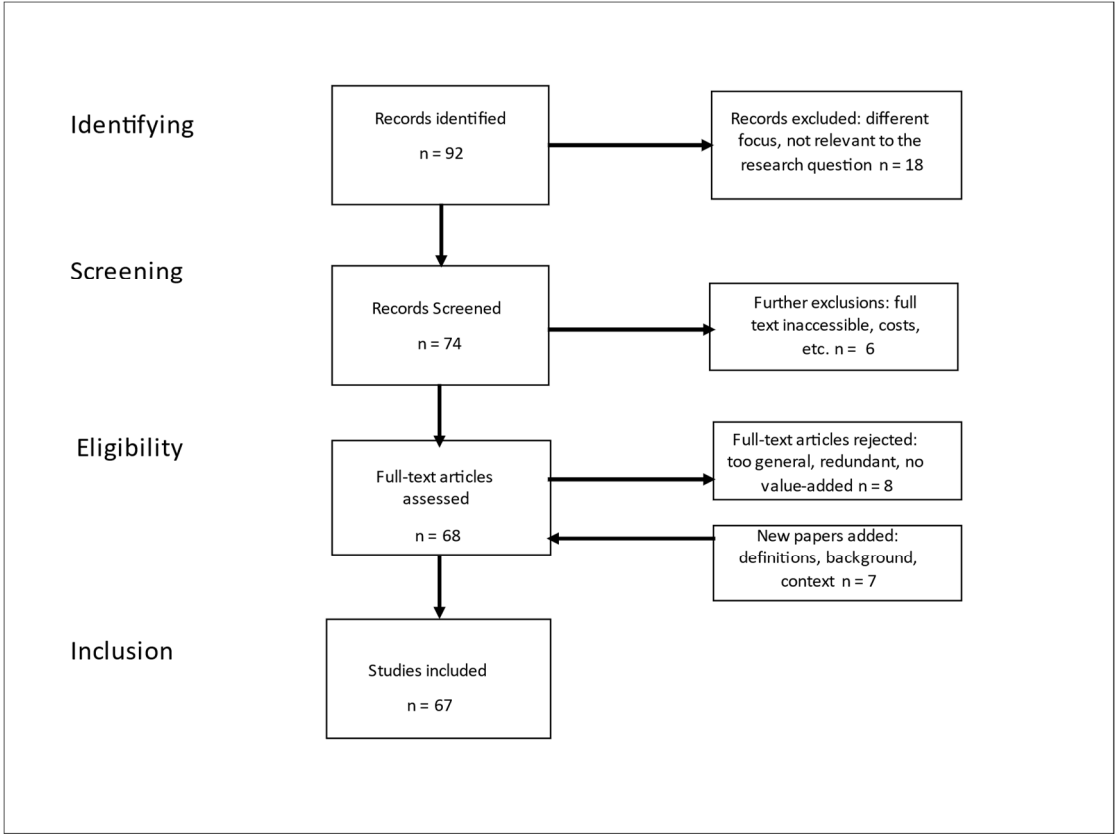 Identifying
Records identified
n = 92
Records excluded: different
focus, not relevant to the
research question n = 18
Screening
Records Screened
n = 74
Further exclusions: full
text inaccessible, costs,
etc. n = 6
Eligibility
Full-text articles
assessed
n = 68
Full-text articles rejected:
too general, redundant, no
value-added n = 8
New papers added:
definitions, background,
context n = 7
Inclusion
Studies included
n = 67